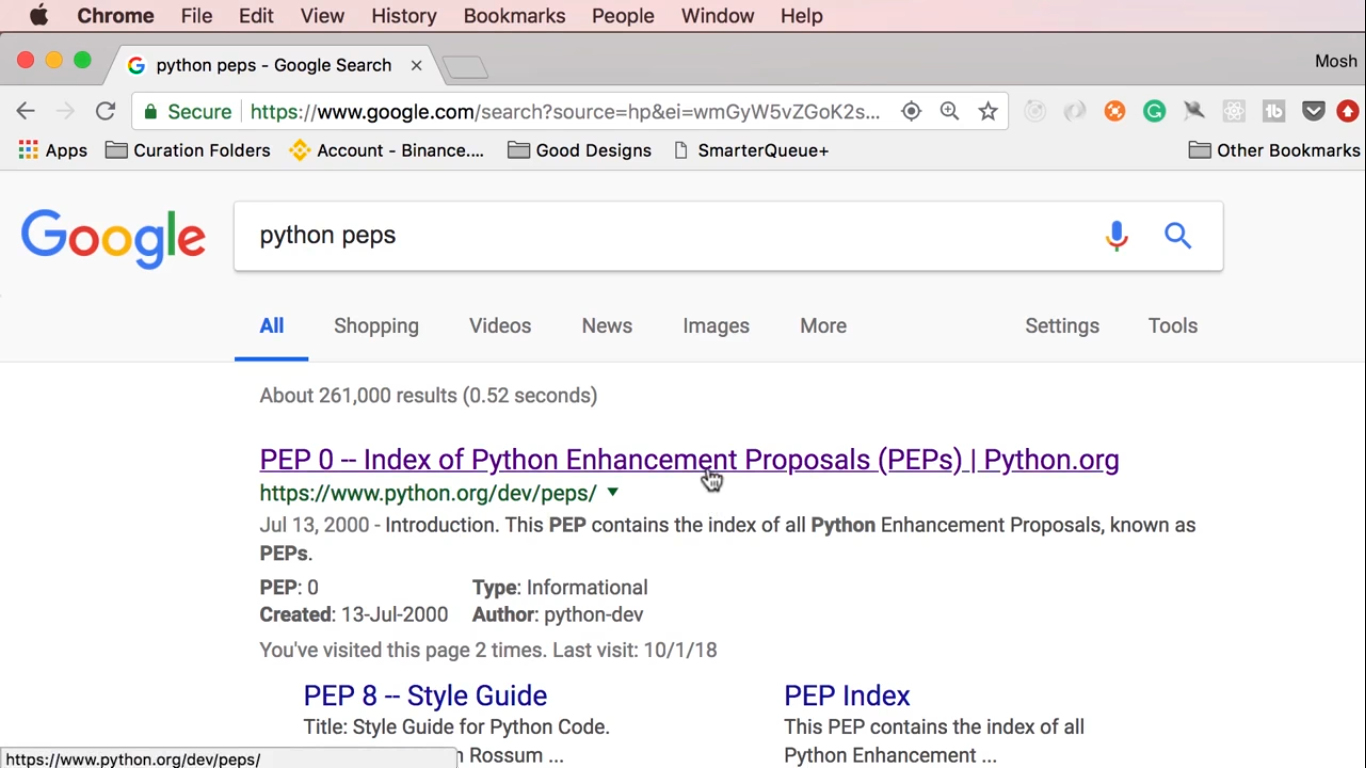 Chrome File Edit View History Bookmarks People Window Help
python peps - Google Search × Mosh
Secure https://www.google.com/search?source=hp&ei=wmGyW5vZGoK2s...
Apps Curation Folders Account - Binance.... Good Designs SmarterQueue+ Other Bookmarks
Google python peps
All Shopping Videos News Images More Settings Tools
About 261,000 results (0.52 seconds)
PEP 0 -- Index of Python Enhancement Proposals (PEPs) | Python.org
https://www.python.org/dev/peps/
Jul 13, 2000 - Introduction. This PEP contains the index of all Python Enhancement Proposals, known as
PEPs.
PEP: 0 Type: Informational
Created: 13-Jul-2000 Author: python-dev
You've visited this page 2 times. Last visit: 10/1/18
PEP 8 -- Style Guide PEP Index
Title: Style Guide for Python Code. This PEP contains the index of all
Rossum ... Python Enhancement ...
https://www.python.org/dev/peps/